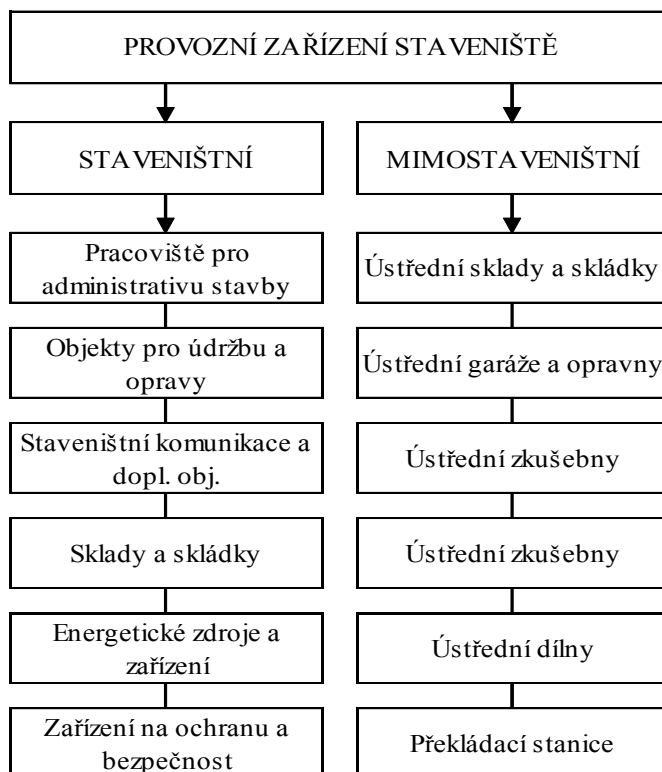 PROVOZNÍ ZAŘÍZENÍ STAVENIŠTĚ
STAVENIŠTNÍ
MIMOSTAVENIŠTNÍ
Pracoviště pro
administrativu stavby
Ústřední sklady a skládky
Objekty pro údržbu a
opravy
Ústřední garáže a opravny
Staveništní komunikace a
dopl. obj.
Ústřední zkušebny
Sklady a skládky
Ústřední zkušebny
Energetické zdroje a
zařízení
Ústřední dílny
Zařízení na ochranu a
bezpečnost
Překládací stanice